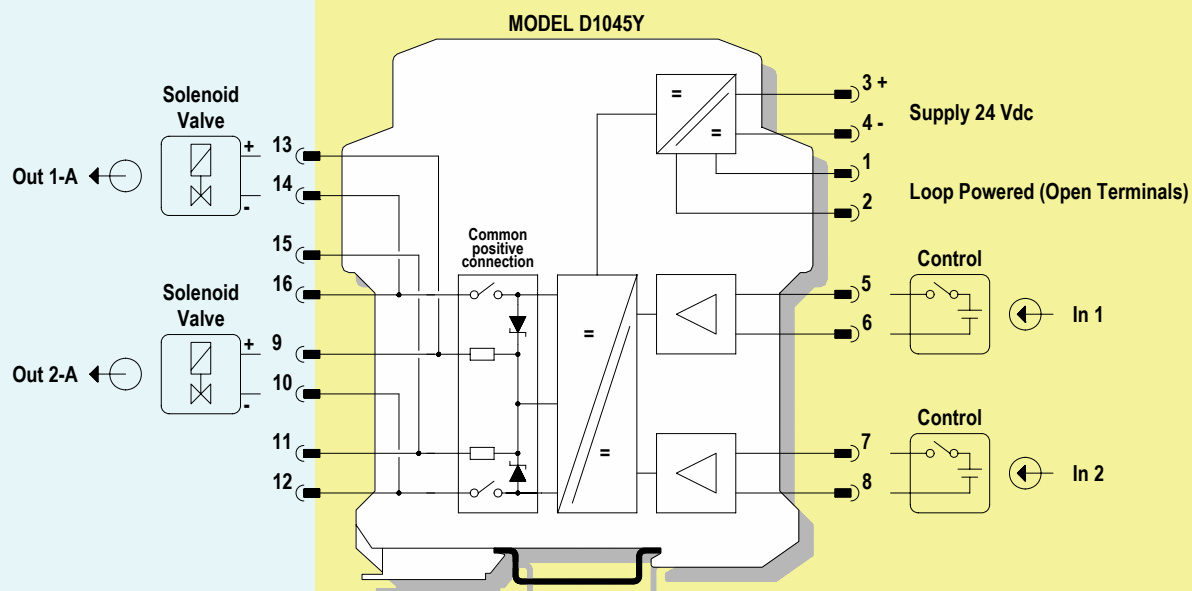 MODEL D1045Y
3 +
Supply 24 Vdc
4 -
1
Loop Powered (Open Terminals)
2
Solenoid
Valve
+
13
Out 1-A
14
-
15
16
Common
positive
connection
=
=
Solenoid
Valve
+
9
Out 2-A
10
-
11
12
=
=
Control
5
In 1
6
Control
7
In 2
8